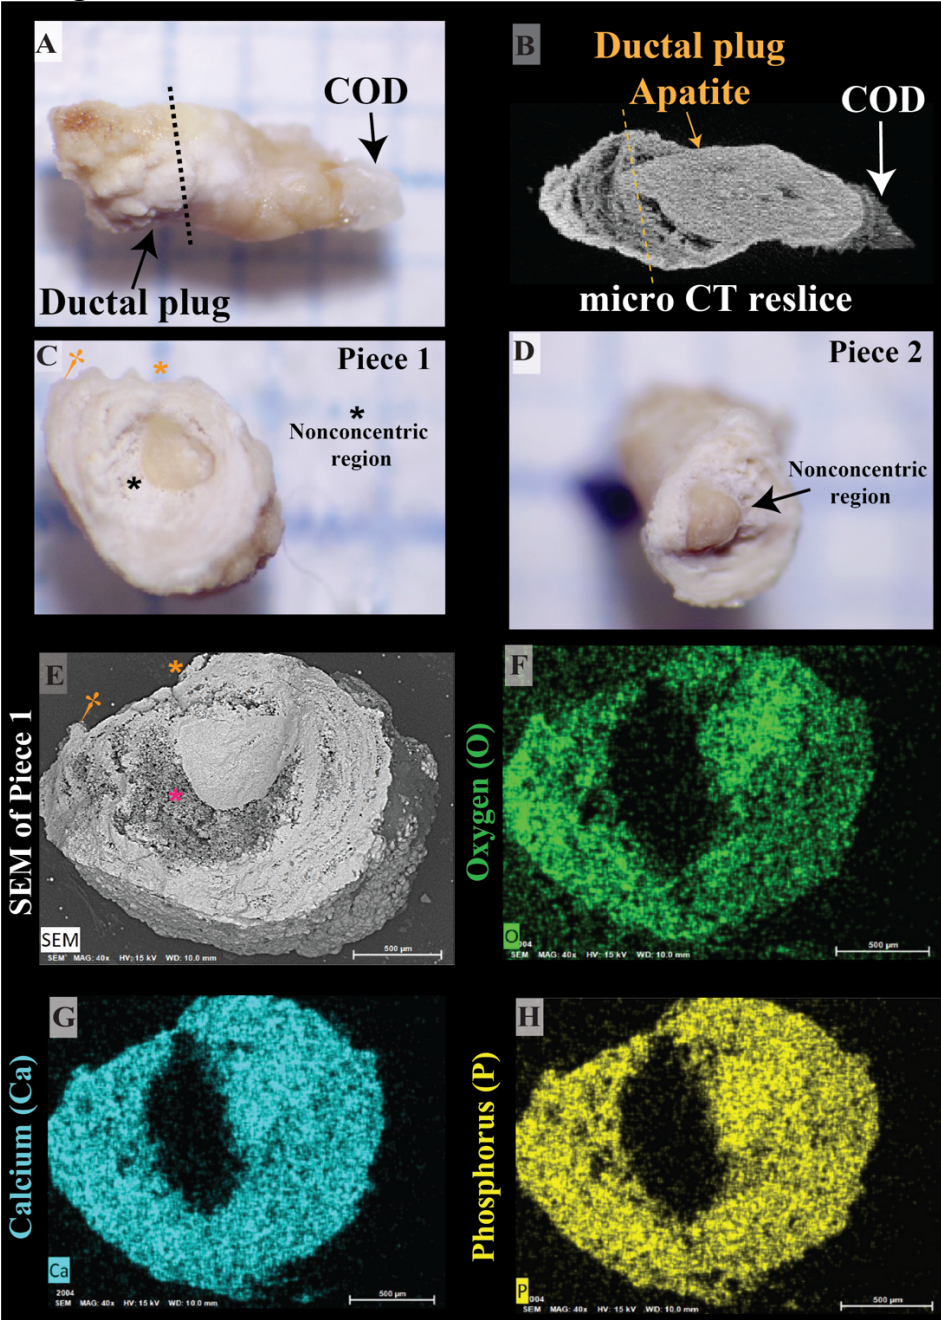 A
COD
Ductal plug
B
Ductal plug
Apatite
COD
micro CT reslice
C
Piece 1
*
Nonconcentric
region
*
*
D
Piece 2
Nonconcentric
region
SEM of Piece 1
E
*
*
SEM
SEM MAG: 40x HV: 15 kV WD: 10.0 mm
500 µm
Oxygen (O)
F
O
004
SEM MAG: 40x HV: 15 kV WD: 10.0 mm
500 µm
Calcium (Ca)
G
Ca
2004
SEM MAG: 40x HV: 15 kV WD: 10.0 mm
500 µm
Phosphorus (P)
H
P
004
SEM MAG: 40x HV: 15 kV WD: 10.0 mm
500 µm